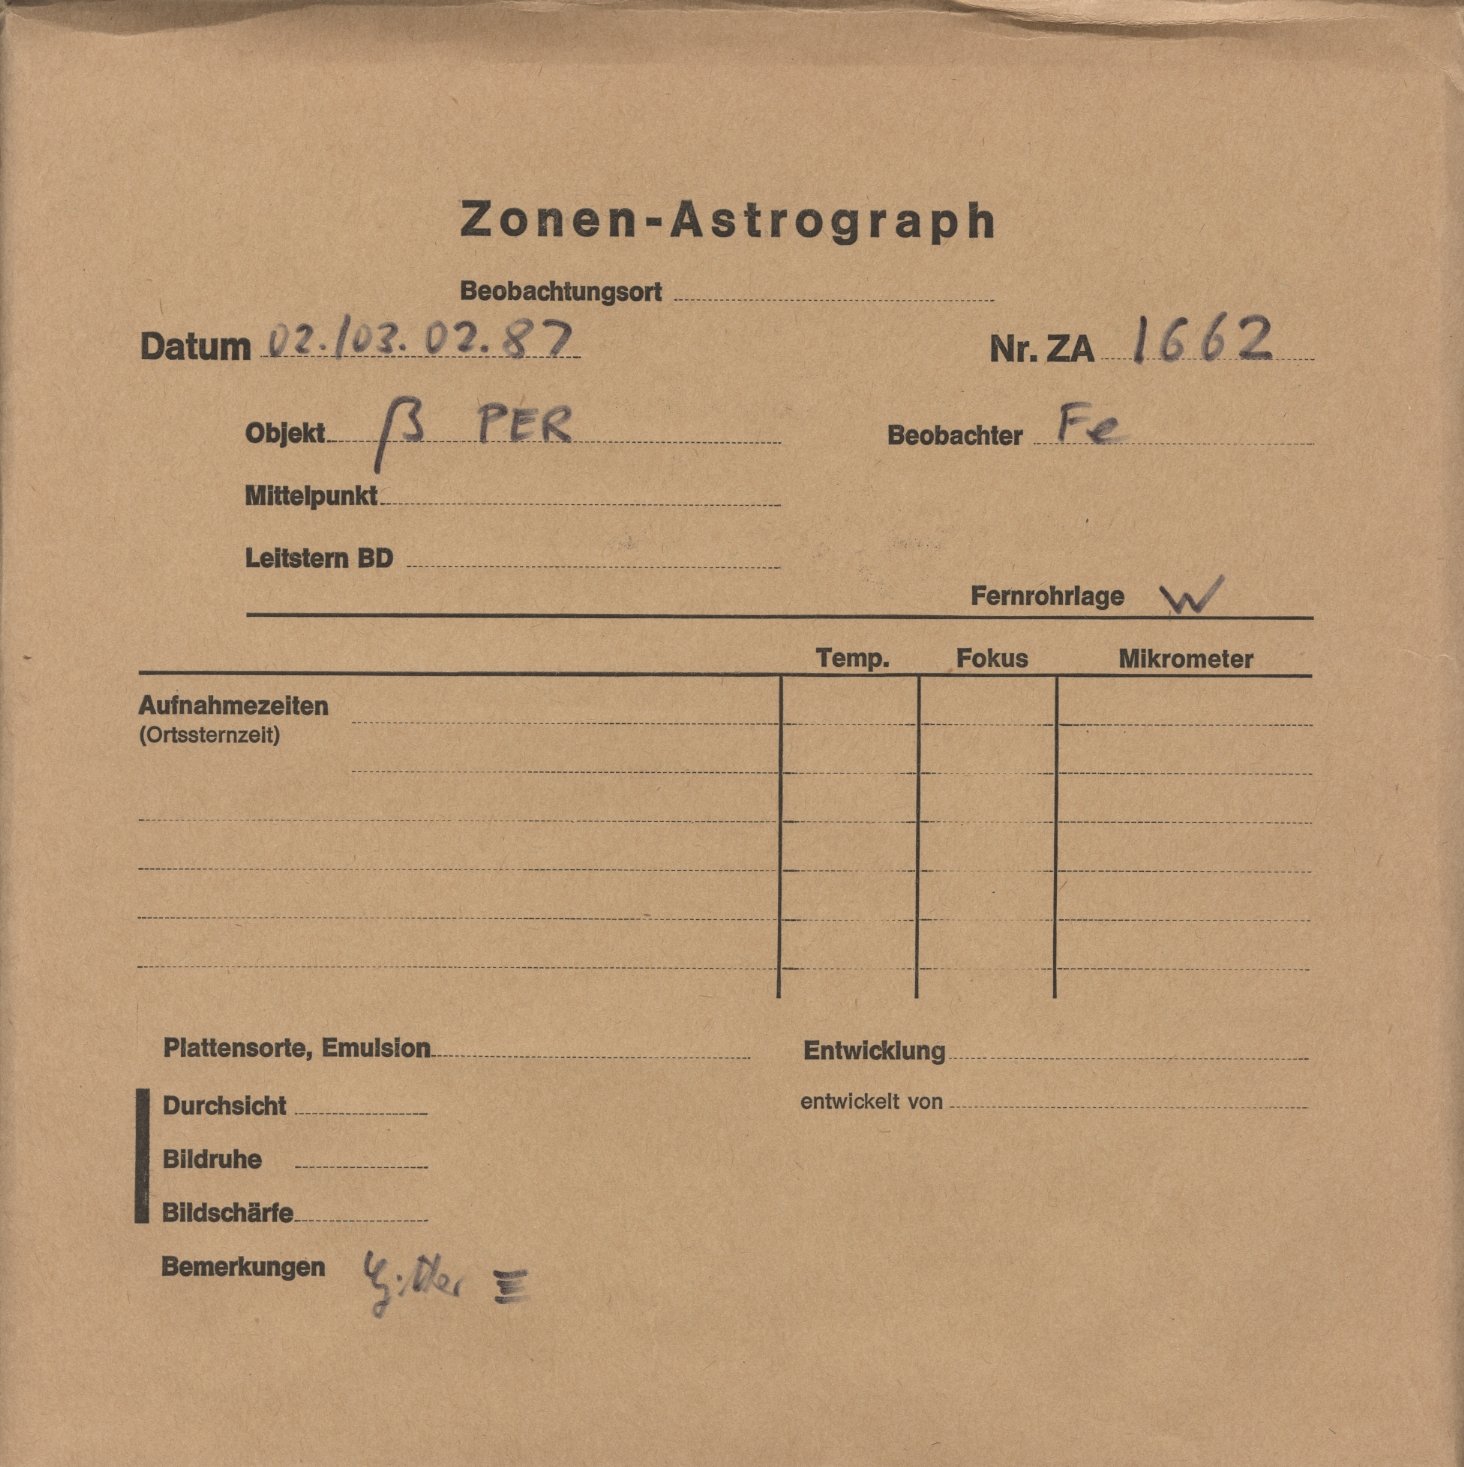 Zonen-Astrograph
Beobachtungsort
Datum 02./03. 02. 87 Nr. ZA 1662
Objekt β PER Beobachter Fe
Mittelpunkt
Leitstern BD
Fernrohrlage W
Temp. Fokus Mikrometer
Aufnahmezeiten
(Ortssternzeit)
Plattensorte, Emulsion Entwicklung
Durchsicht entwickelt von
Bildruhe
Bildschärfe
Bemerkungen Gitter ☰